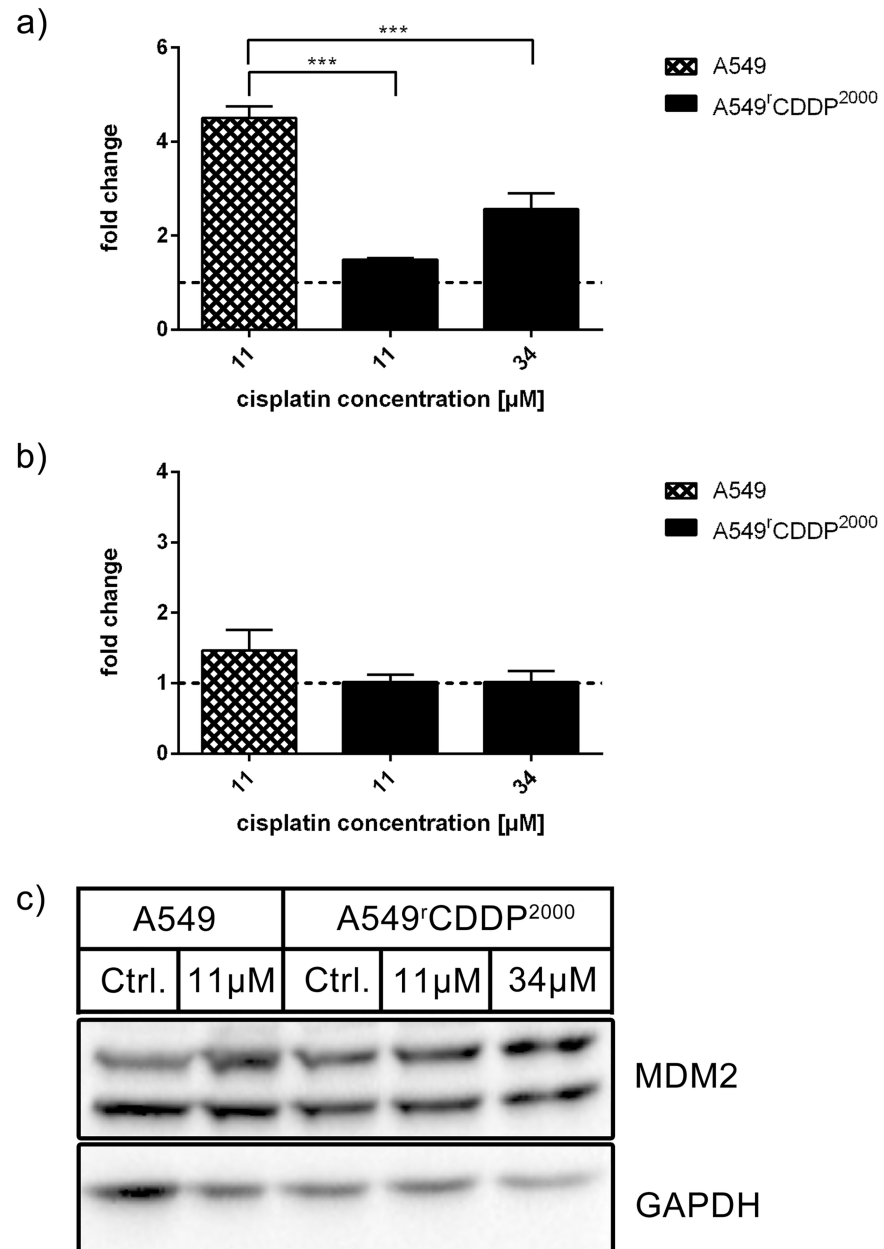 a)
***
***
6
4
2
0
fold change
11
11
34
cisplatin concentration [µM]
A549
A549ʳCDDP²⁰⁰⁰
b)
4
3
2
1
0
fold change
11
11
34
cisplatin concentration [µM]
A549
A549ʳCDDP²⁰⁰⁰
c)
A549 A549ʳCDDP²⁰⁰⁰
Ctrl. 11µM Ctrl. 11µM 34µM
MDM2
GAPDH